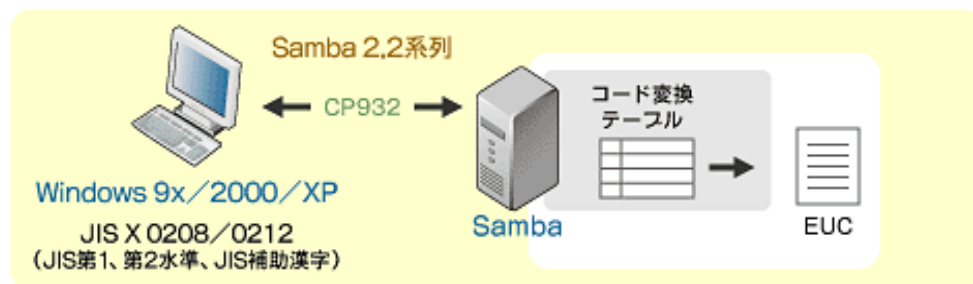 Samba 2.2系列
CP932
コード変換
テーブル
Windows 9x／2000／XP
JIS X 0208／0212
（JIS第1、第2水準、JIS補助漢字）
Samba
EUC